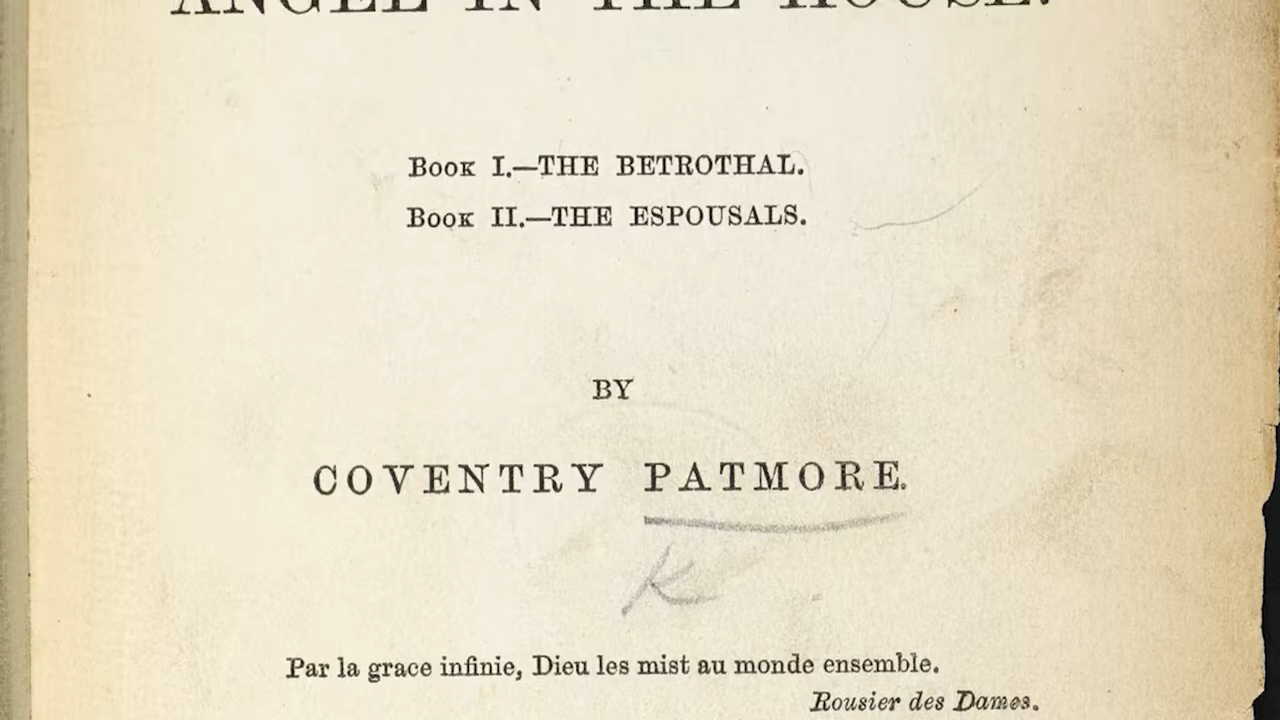 ANGEL IN THE HOUSE.
Book I.—THE BETROTHAL.
Book II.—THE ESPOUSALS.
BY
COVENTRY PATMORE.
K
Par la grace infinie, Dieu les mist au monde ensemble.
Rousier des Dames.